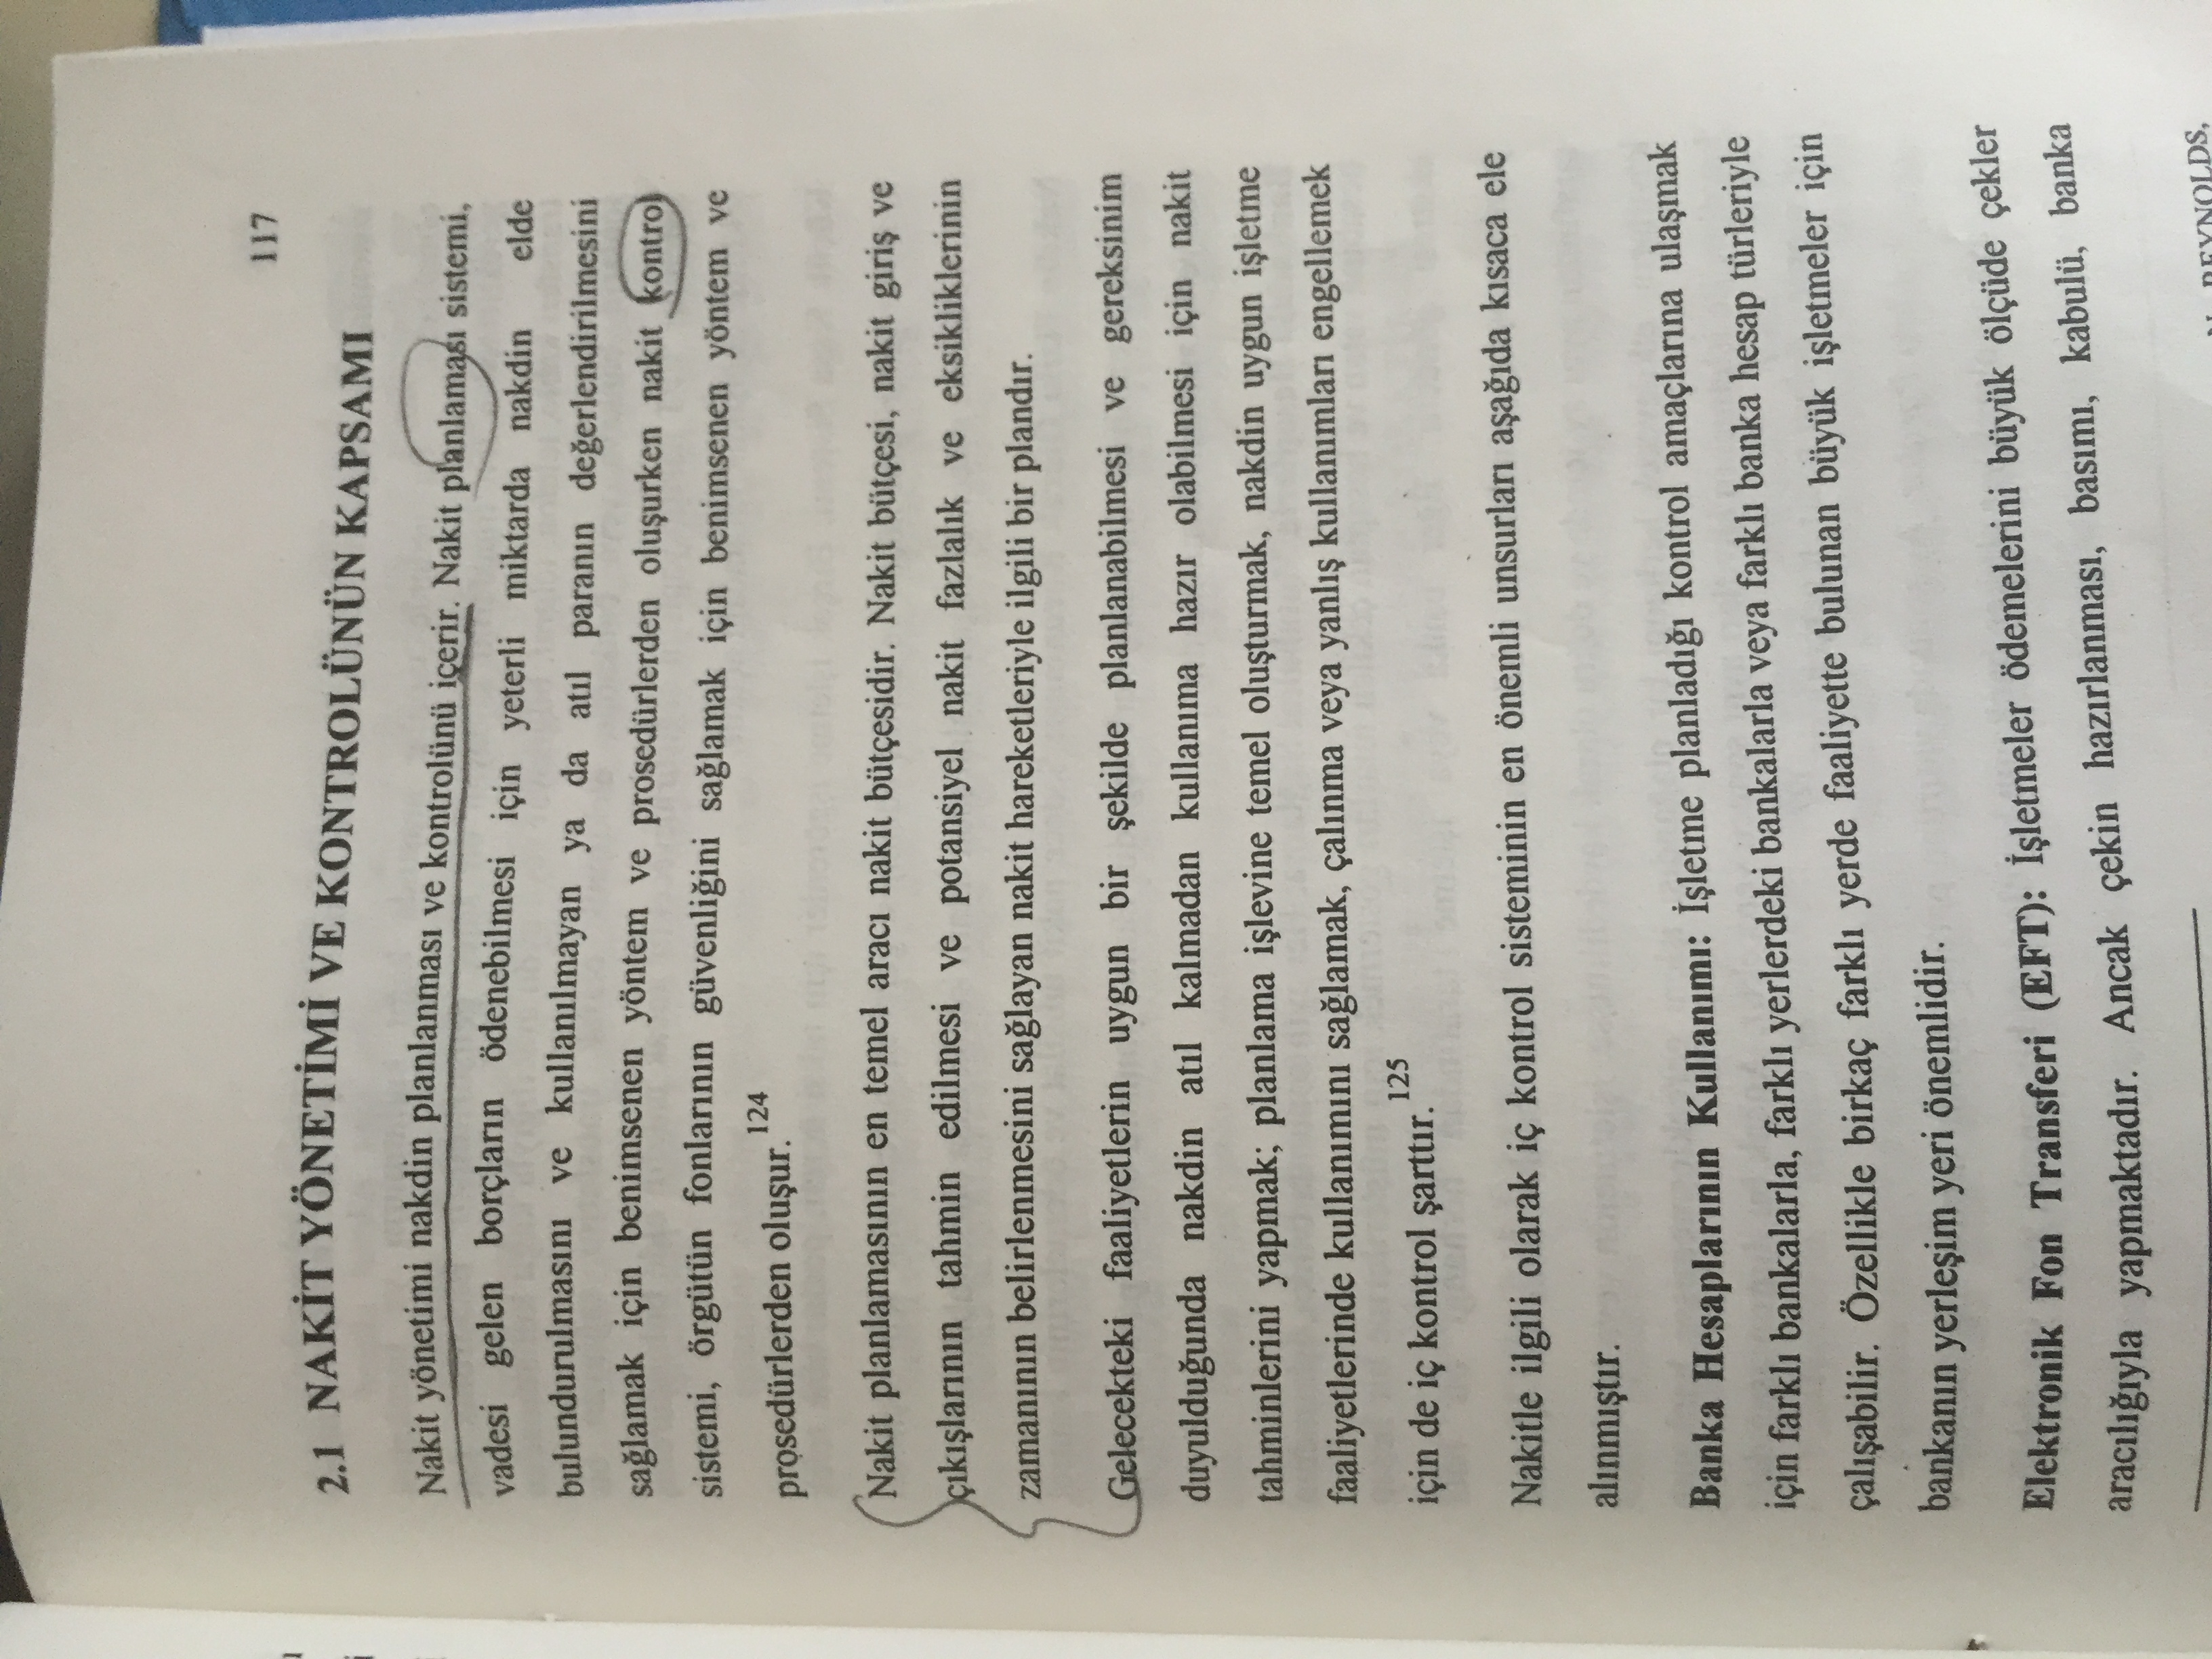 117
2.1 NAKİT YÖNETİMİ VE KONTROLÜNÜN KAPSAMI
Nakit yönetimi nakdin planlanması ve kontrolünü içerir. Nakit planlaması sistemi,
vadesi gelen borçların ödenebilmesi için yeterli miktarda nakdin elde
bulundurulmasını ve kullanılmayan ya da atıl paranın değerlendirilmesini
sağlamak için benimsenen yöntem ve prosedürlerden oluşurken nakit kontrol
sistemi, örgütün fonlarının güvenliğini sağlamak için benimsenen yöntem ve
prosedürlerden oluşur.124
Nakit planlamasının en temel aracı nakit bütçesidir. Nakit bütçesi, nakit giriş ve
çıkışlarının tahmin edilmesi ve potansiyel nakit fazlalık ve eksikliklerinin
zamanının belirlenmesini sağlayan nakit hareketleriyle ilgili bir plandır.
Gelecekteki faaliyetlerin uygun bir şekilde planlanabilmesi ve gereksinim
duyulduğunda nakdin atıl kalmadan kullanıma hazır olabilmesi için nakit
tahminlerini yapmak; planlama işlevine temel oluşturmak, nakdin uygun işletme
faaliyetlerinde kullanımını sağlamak, çalınma veya yanlış kullanımları engellemek
için de iç kontrol şarttır.125
Nakitle ilgili olarak iç kontrol sisteminin en önemli unsurları aşağıda kısaca ele
alınmıştır.
Banka Hesaplarının Kullanımı: İşletme planladığı kontrol amaçlarına ulaşmak
için farklı bankalarla, farklı yerlerdeki bankalarla veya farklı banka hesap türleriyle
çalışabilir. Özellikle birkaç farklı yerde faaliyette bulunan büyük işletmeler için
bankanın yerleşim yeri önemlidir.
Elektronik Fon Transferi (EFT): İşletmeler ödemelerini büyük ölçüde çekler
aracılığıyla yapmaktadır. Ancak çekin hazırlanması, basımı, kabulü, banka
REYNOLDS,